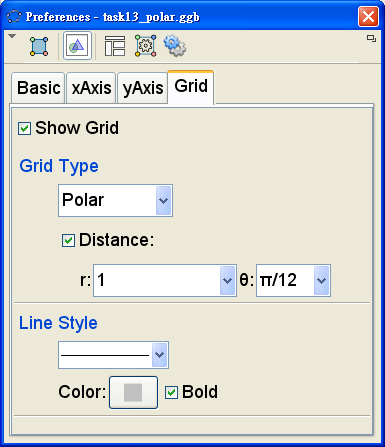 Preferences - task13_polar.ggb
Basic xAxis yAxis Grid
Show Grid
Grid Type
Polar
Distance:
r: 1 θ: π/12
Line Style
Color: Bold